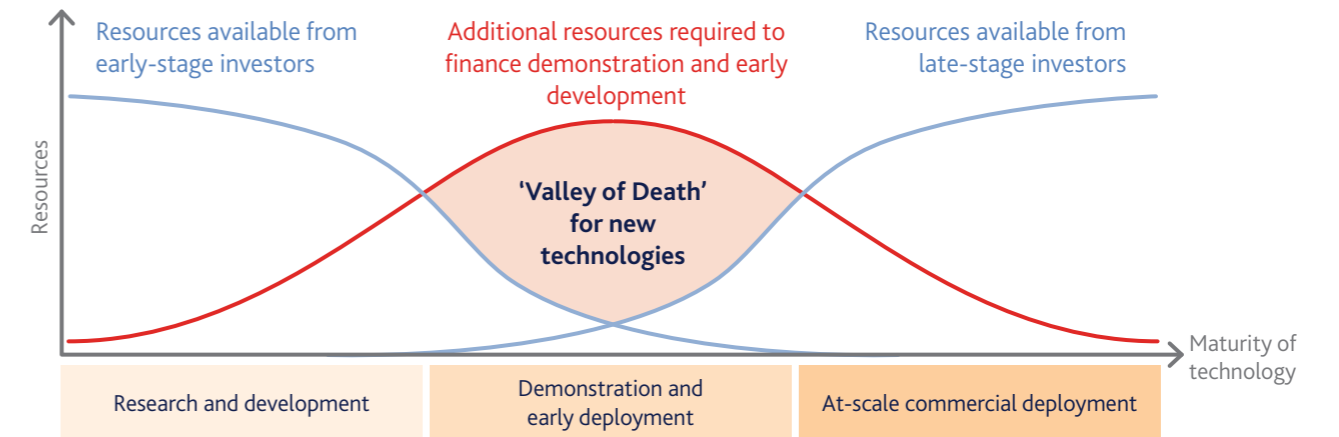 Resources available from
early-stage investors
Additional resources required to
finance demonstration and early
development
Resources available from
late-stage investors
Resources
‘Valley of Death’
for new
technologies
Maturity of
technology
Research and development
Demonstration and
early deployment
At-scale commercial deployment